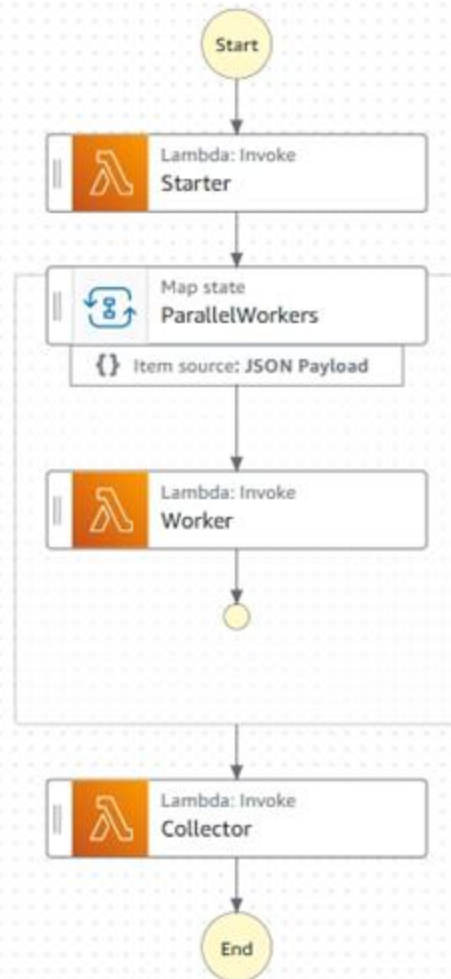 Start
Lambda: Invoke
Starter
Map state
ParallelWorkers
{} Item source: JSON Payload
Lambda: Invoke
Worker
Lambda: Invoke
Collector
End